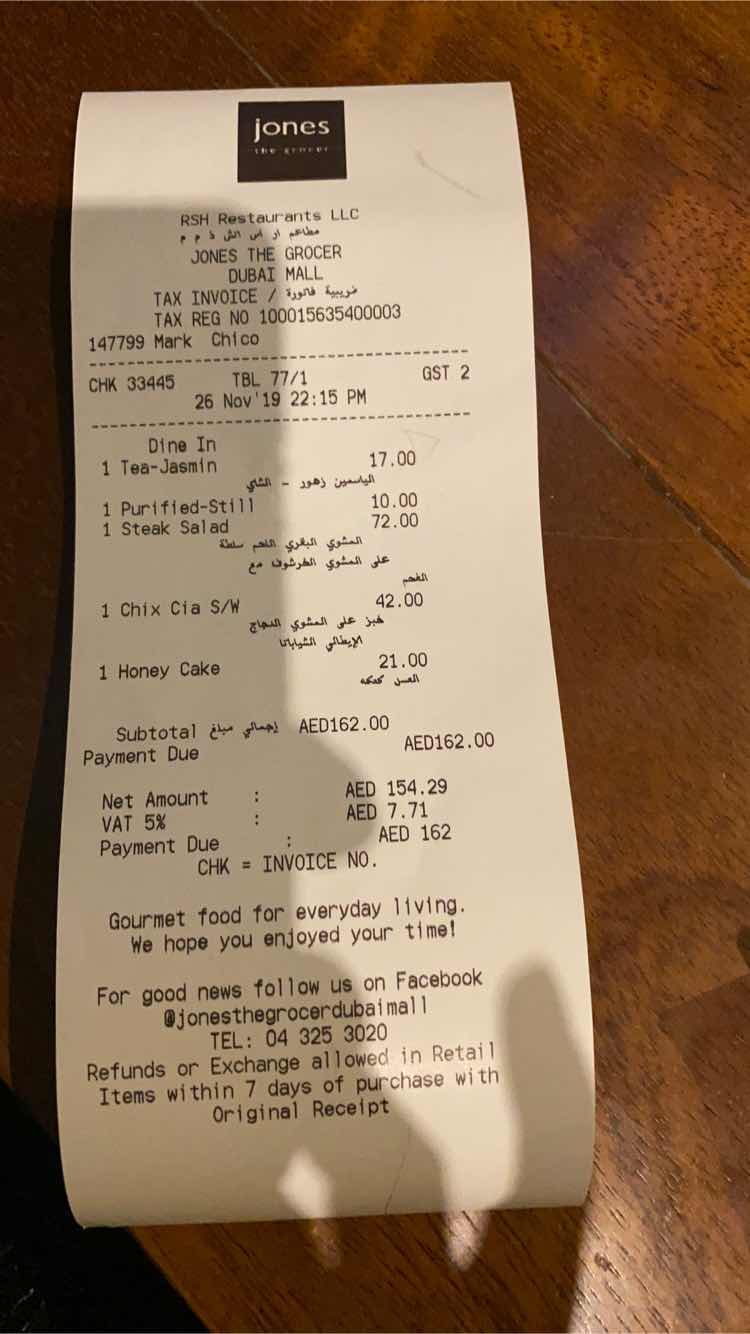 jones
the grocer
RSH Restaurants LLC
مطاعم ار اس اتش ذ م م
JONES THE GROCER
DUBAI MALL
TAX INVOICE / ضريبية فاتورة
TAX REG NO 100015635400003
147799 Mark Chico
CHK 33445 TBL 77/1 GST 2
26 Nov'19 22:15 PM
Dine In
1 Tea-Jasmin 17.00
الياسمين زهور - الشاي
1 Purified-Still 10.00
1 Steak Salad 72.00
المشوي البقري اللحم سلطة
على المشوي الخرشوف مع
الفحم
1 Chix Cia S/W 42.00
خبز على المشوي الدجاج
الإيطالي الشياباتا
1 Honey Cake 21.00
العسل كعكه
Subtotal إجمالي مبلغ AED162.00
Payment Due AED162.00
Net Amount : AED 154.29
VAT 5% : AED 7.71
Payment Due : AED 162
CHK = INVOICE NO.
Gourmet food for everyday living.
We hope you enjoyed your time!
For good news follow us on Facebook
@jonesthegrocerdubaimall
TEL: 04 325 3020
Refunds or Exchange allowed in Retail
Items within 7 days of purchase with
Original Receipt